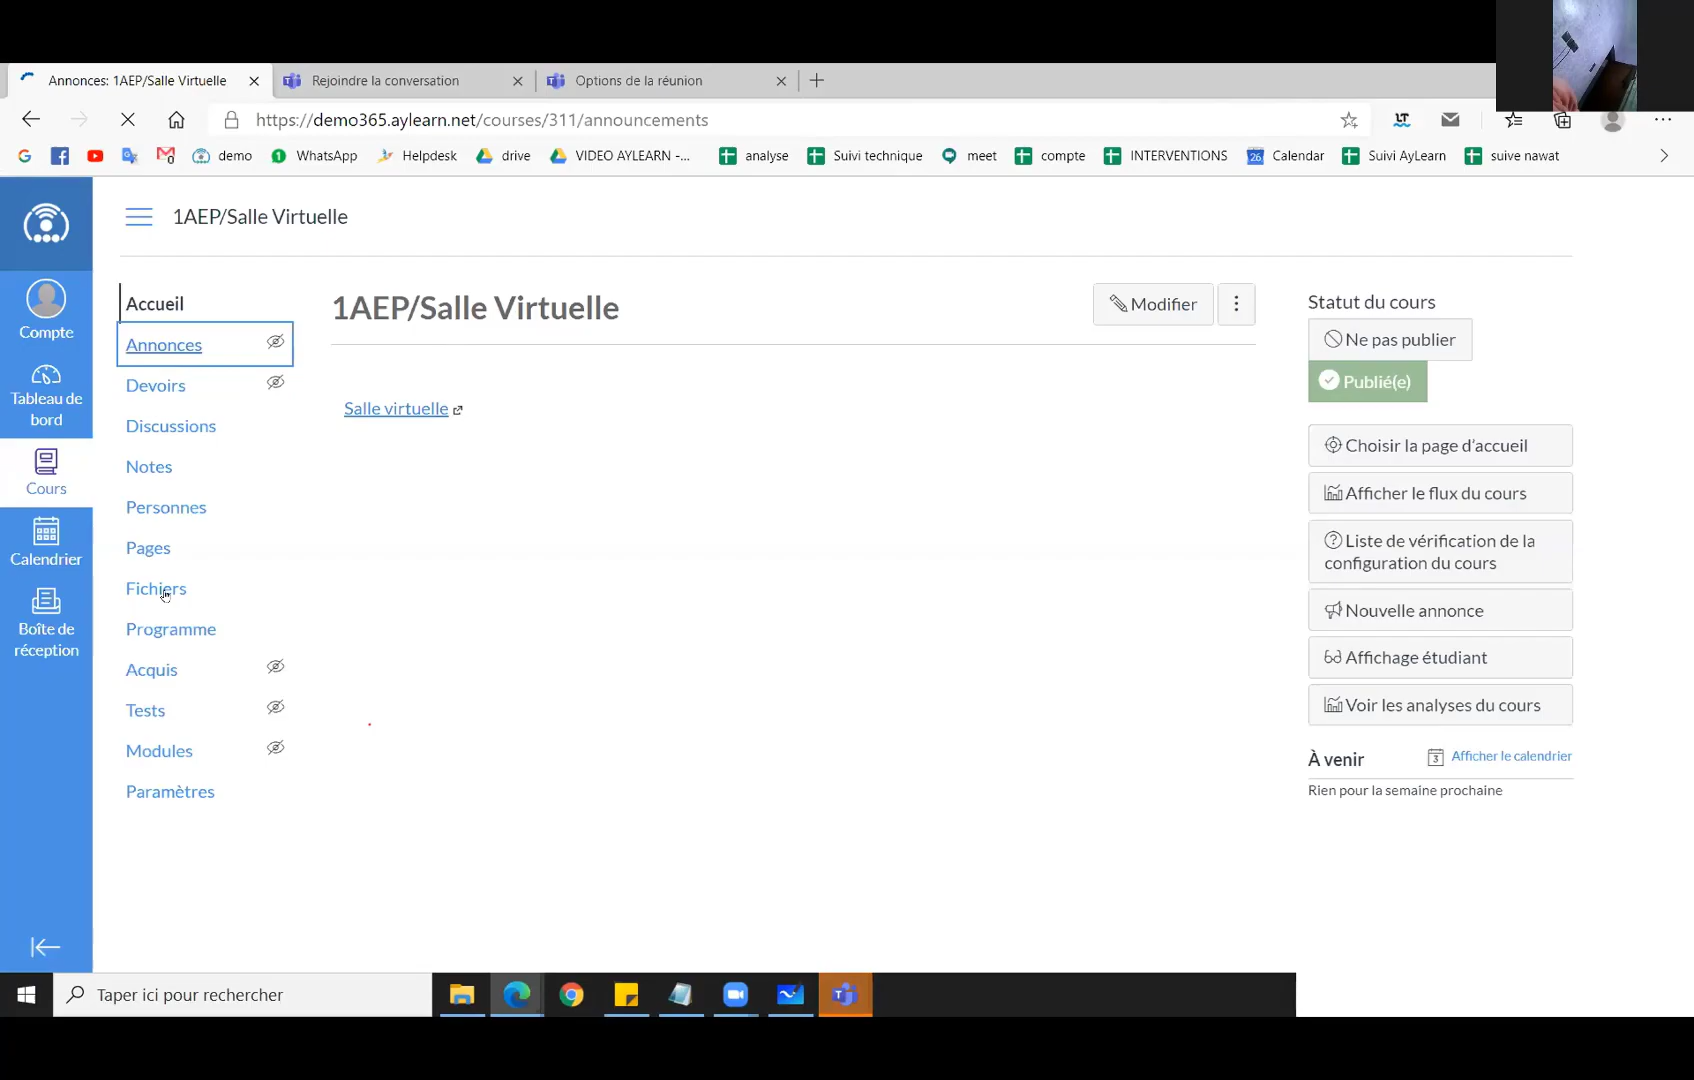 Annonces: 1AEP/Salle Virtuelle
Rejoindre la conversation
Options de la réunion
https://demo365.aylearn.net/courses/311/announcements
demo
WhatsApp
Helpdesk
drive
VIDEO AYLEARN -...
analyse
Suivi technique
meet
compte
INTERVENTIONS
Calendar
Suivi AyLearn
suive nawat
1AEP/Salle Virtuelle
Compte
Tableau de
bord
Cours
Calendrier
Boîte de
réception
Accueil
Annonces
Devoirs
Discussions
Notes
Personnes
Pages
Fichiers
Programme
Acquis
Tests
Modules
Paramètres
1AEP/Salle Virtuelle
Modifier
Salle virtuelle
Statut du cours
Ne pas publier
Publié(e)
Choisir la page d'accueil
Afficher le flux du cours
Liste de vérification de la
configuration du cours
Nouvelle annonce
Affichage étudiant
Voir les analyses du cours
À venir
3 Afficher le calendrier
Rien pour la semaine prochaine
Taper ici pour rechercher